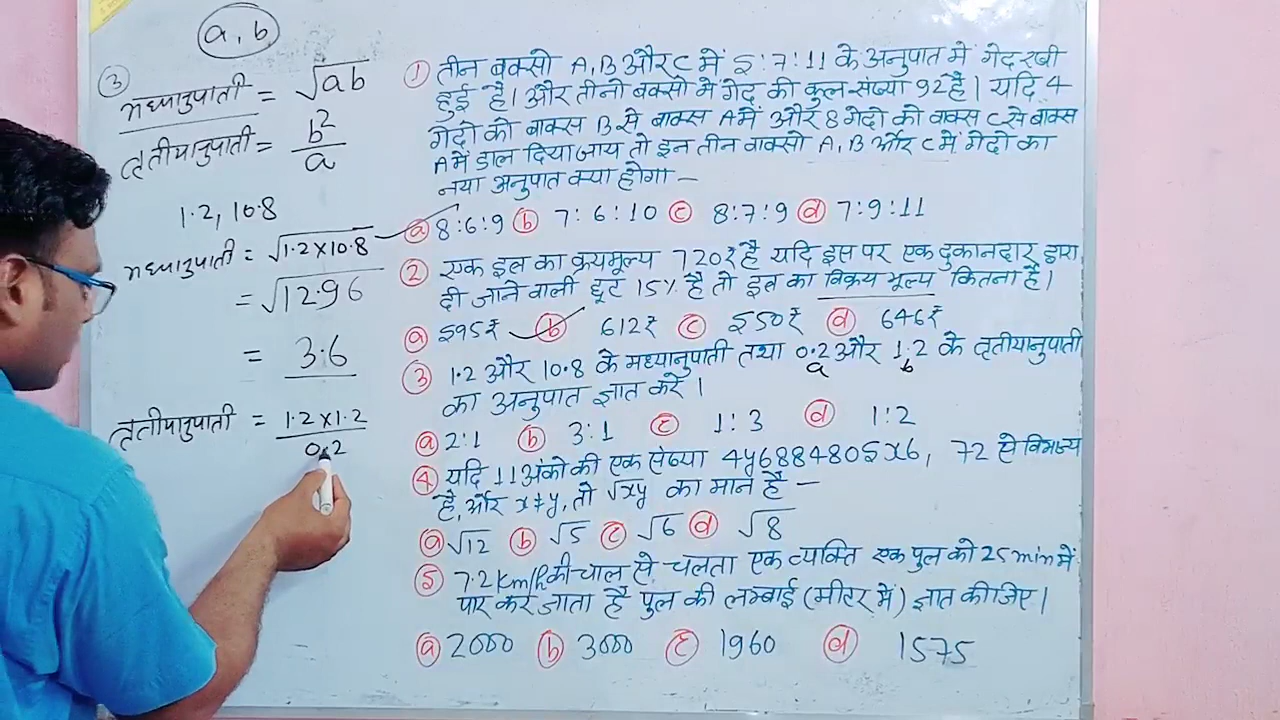 a, b
③
मध्यानुपाती = √ab
तृतीयानुपाती = b²/a
1.2, 10.8
मध्यानुपाती = √1.2×10.8
= √12.96
= 3.6
तृतीयानुपाती = 1.2×1.2/0.2
① तीन बक्सो A, B और C में 5:7:11 के अनुपात में गेंद रखी
हुई है। और तीनो बक्सो में गेंद की कुल संख्या 92 है। यदि 4
गेंदो को बाक्स B से बाक्स A में और 8 गेंदो को बाक्स C से बाक्स
A में डाल दिया जाय तो इन तीन बाक्सो A, B और C में गेंदो का
नया अनुपात क्या होगा —
ⓐ 8:6:9 ⓑ 7:6:10 ⓒ 8:7:9 ⓓ 7:9:11
② एक इल का क्रयमूल्य 720₹ है यदि इस पर एक दुकानदार द्वारा
दी जाने वाली छूट 15% है तो इल का विक्रय मूल्य कितना है।
ⓐ 595₹ ⓑ 612₹ ⓒ 550₹ ⓓ 646₹
③ 1.2 और 10.8 के मध्यानुपाती तथा 0.2 और 1.2 के तृतीयानुपाती
a b
का अनुपात ज्ञात करें।
ⓐ 2:1 ⓑ 3:1 ⓒ 1:3 ⓓ 1:2
④ यदि 11 अंको की एक संख्या 4y6884805x6, 72 से विभाज्य
है, और x≠y, तो √xy का मान है —
ⓐ √12 ⓑ √5 ⓒ √6 ⓓ √8
⑤ 7.2 Km/h की चाल से चलता एक व्यक्ति एक पुल को 25 min में
पार कर जाता है पुल की लम्बाई (मीटर में) ज्ञात कीजिए।
ⓐ 2000 ⓑ 3000 ⓒ 1960 ⓓ 1575